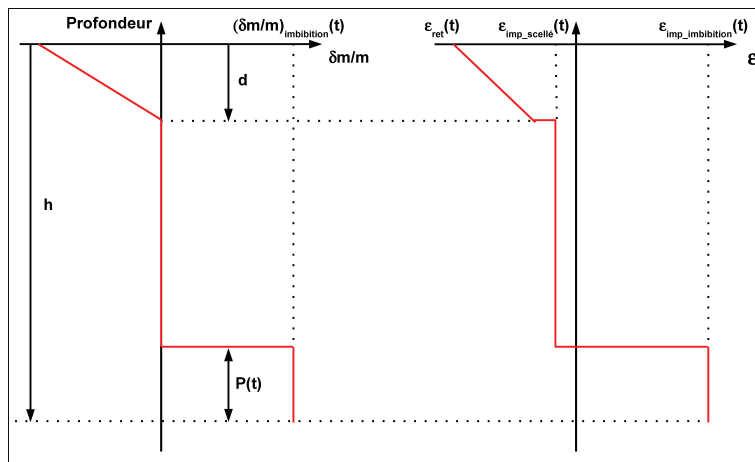 Profondeur
(δm/m)imbibition(t)
δm/m
d
h
P(t)
εret(t)
εimp_scellé(t)
εimp_imbibition(t)
ε